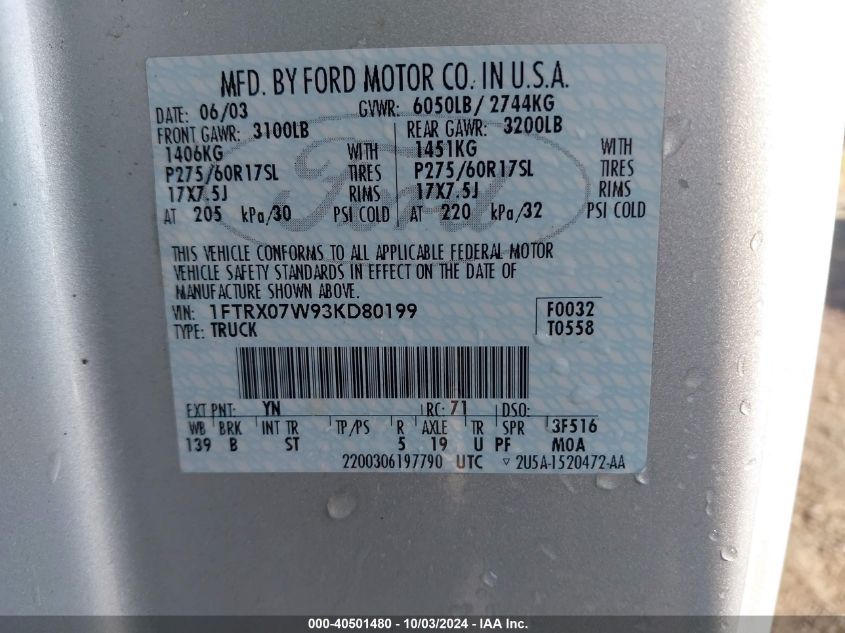 MFD. BY FORD MOTOR CO. IN U.S.A.
DATE: 06/03 GVWR: 6050LB/ 2744KG
FRONT GAWR: 3100LB REAR GAWR: 3200LB
1406KG WITH 1451KG WITH
P275/60R17SL TIRES P275/60R17SL TIRES
17X7.5J RIMS 17X7.5J RIMS
AT 205 kPa/30 PSI COLD AT 220 kPa/32 PSI COLD
Ford
THIS VEHICLE CONFORMS TO ALL APPLICABLE FEDERAL MOTOR
VEHICLE SAFETY STANDARDS IN EFFECT ON THE DATE OF
MANUFACTURE SHOWN ABOVE.
VIN: 1FTRX07W93KD80199 F0032
TYPE: TRUCK T0558
EXT PNT: YN RC: 71 DSO:
WB BRK INT TR TP/PS R AXLE TR SPR 3F516
139 B ST 5 19 U PF MOA
2200306197790 UTC ▽ 2U5A-1520472-AA
000-40501480 - 10/03/2024 - IAA Inc.